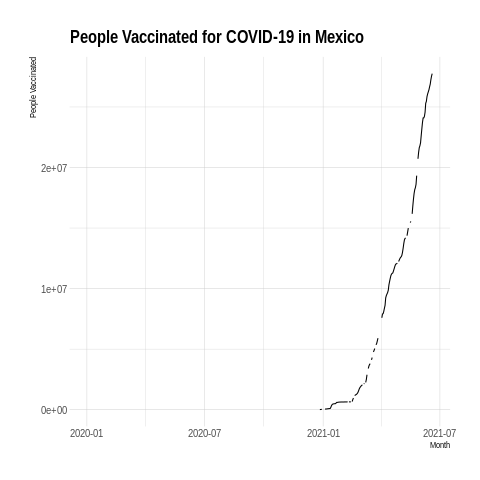 People Vaccinated for COVID-19 in Mexico
People Vaccinated
2e+07
1e+07
0e+00
2020-01 2020-07 2021-01 2021-07
Month